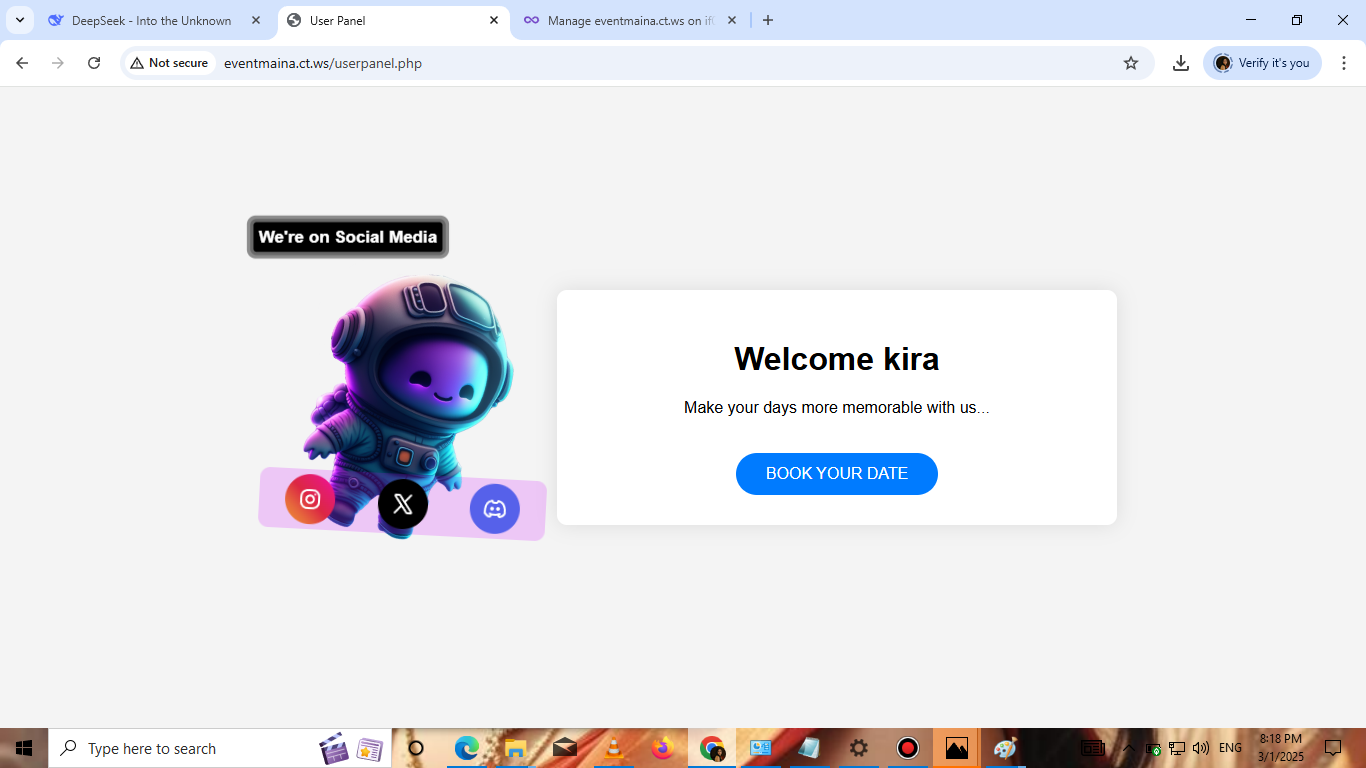 DeepSeek - Into the Unknown
User Panel
Manage eventmaina.ct.ws on if
Not secure
eventmaina.ct.ws/userpanel.php
Verify it's you
We're on Social Media
Welcome kira
Make your days more memorable with us...
BOOK YOUR DATE
Type here to search
ENG
8:18 PM
3/1/2025